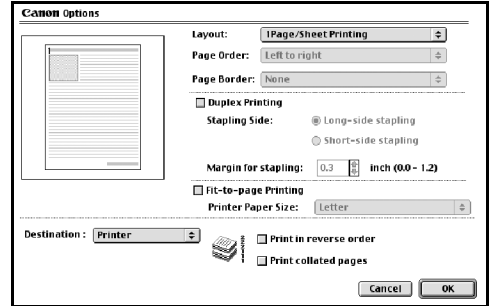 Canon Options
Layout: 1Page/Sheet Printing
Page Order: Left to right
Page Border: None
Duplex Printing
Stapling Side: Long-side stapling
Short-side stapling
Margin for stapling: 0.3 inch (0.0 - 1.2)
Fit-to-page Printing
Printer Paper Size: Letter
Destination : Printer
Print in reverse order
Print collated pages
Cancel OK